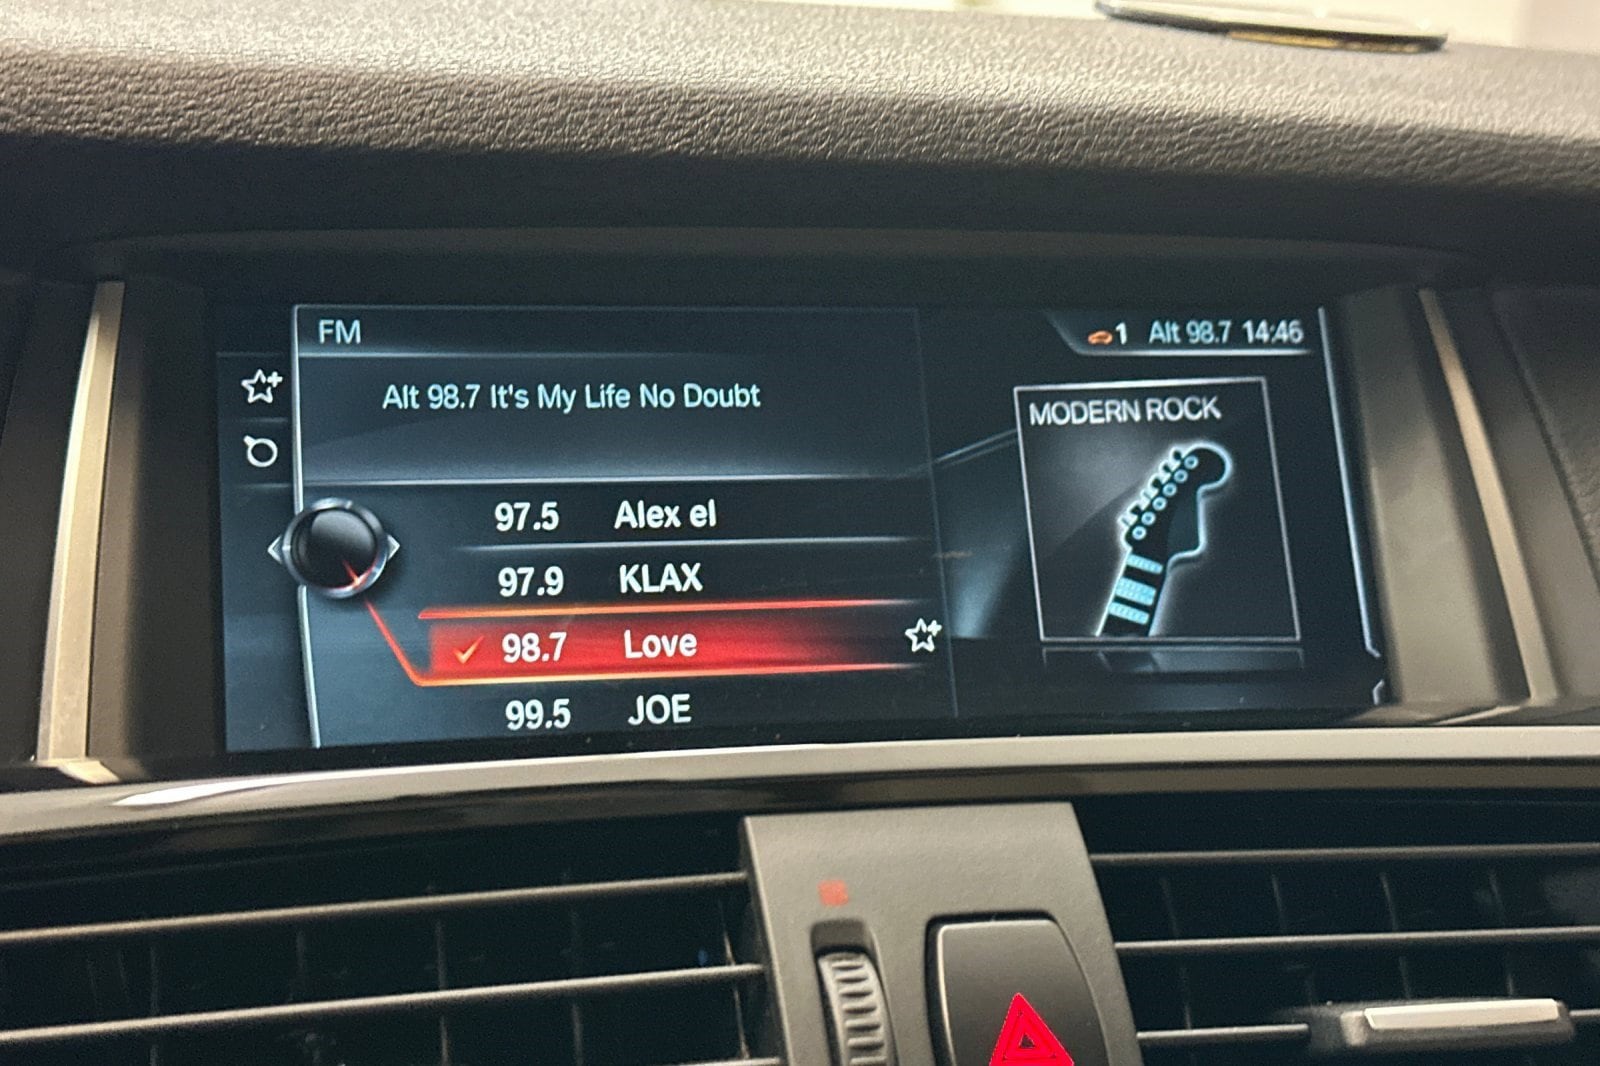 FM
1 Alt 98.7 14:46
Alt 98.7 It's My Life No Doubt
MODERN ROCK
97.5 Alex el
97.9 KLAX
98.7 Love
99.5 JOE